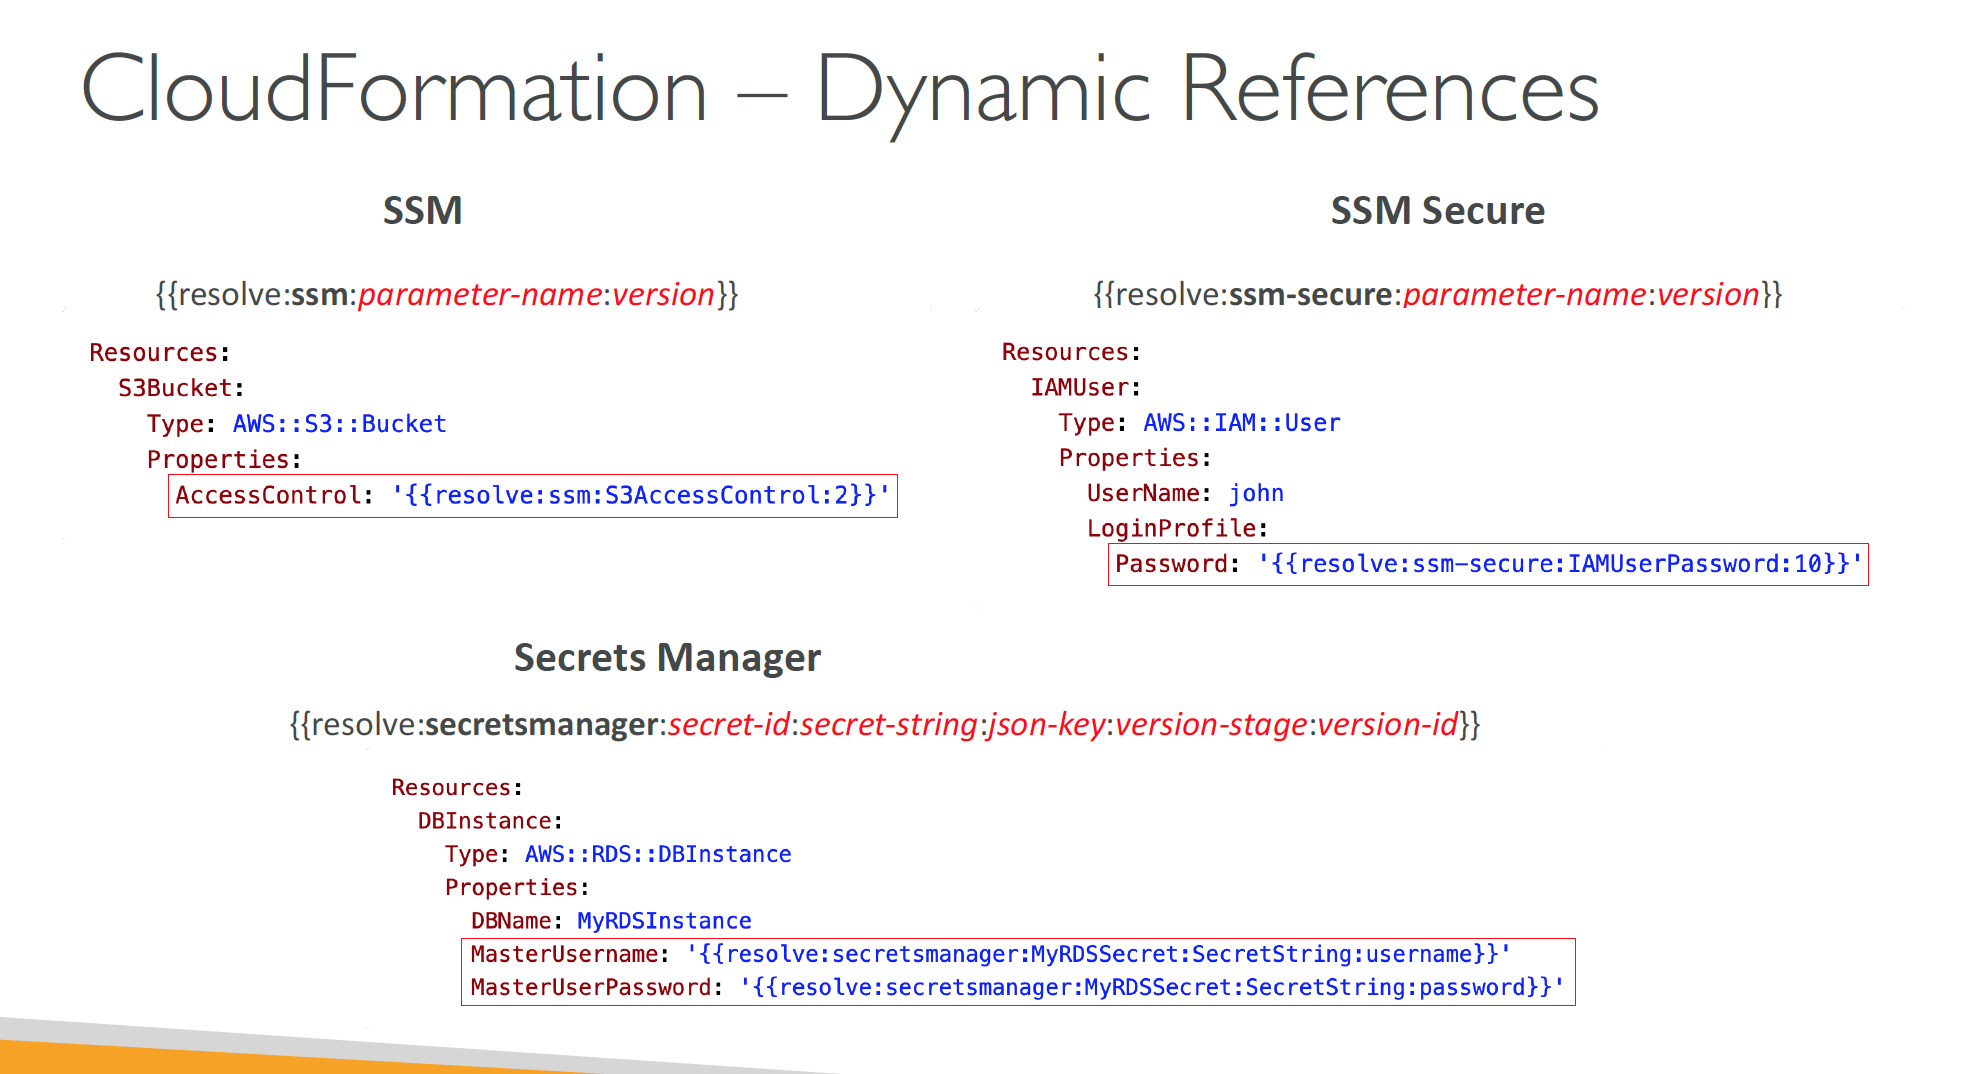 CloudFormation – Dynamic References
SSM
{{resolve:ssm:parameter-name:version}}
Resources:
  S3Bucket:
    Type: AWS::S3::Bucket
    Properties:
      AccessControl: '{{resolve:ssm:S3AccessControl:2}}'
SSM Secure
{{resolve:ssm-secure:parameter-name:version}}
Resources:
  IAMUser:
    Type: AWS::IAM::User
    Properties:
      UserName: john
      LoginProfile:
        Password: '{{resolve:ssm-secure:IAMUserPassword:10}}'
Secrets Manager
{{resolve:secretsmanager:secret-id:secret-string:json-key:version-stage:version-id}}
Resources:
  DBInstance:
    Type: AWS::RDS::DBInstance
    Properties:
      DBName: MyRDSInstance
      MasterUsername: '{{resolve:secretsmanager:MyRDSSecret:SecretString:username}}'
      MasterUserPassword: '{{resolve:secretsmanager:MyRDSSecret:SecretString:password}}'